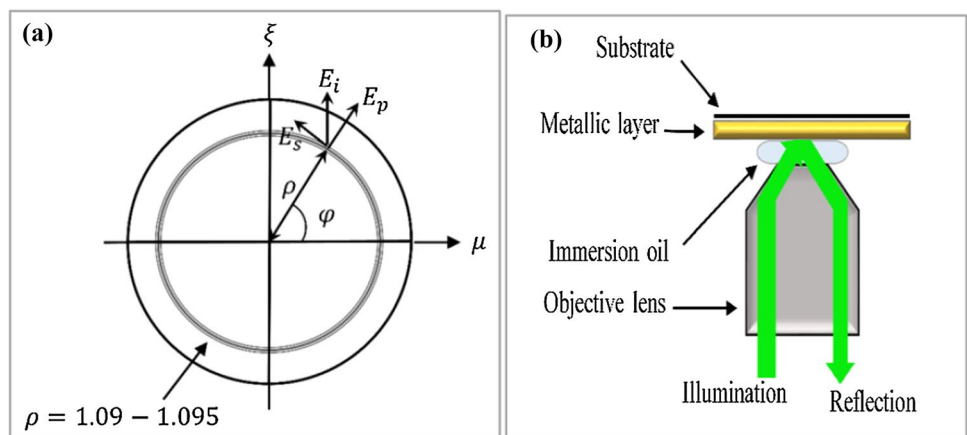 (a)
ξ
E_i
E_p
E_s
ρ
φ
μ
ρ = 1.09 − 1.095
(b)
Substrate
Metallic layer
Immersion oil
Objective lens
Illumination
Reflection